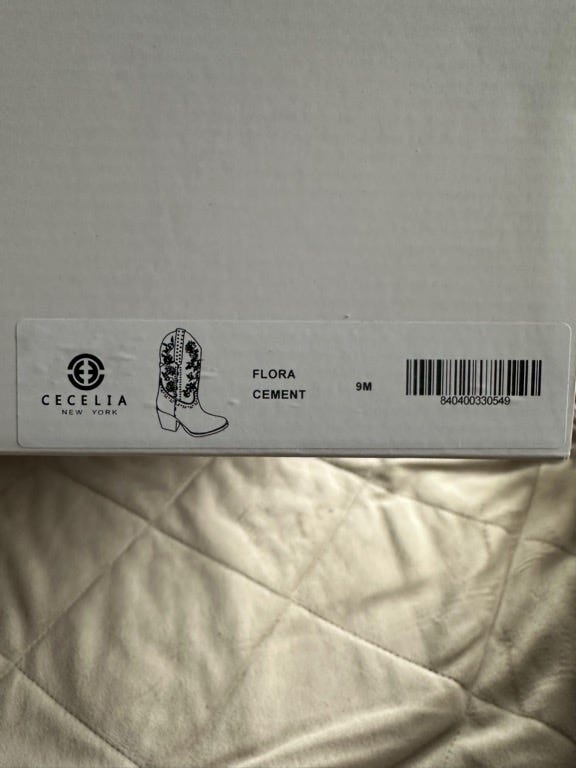 CECELIA
NEW YORK
FLORA
CEMENT
9M
840400330549